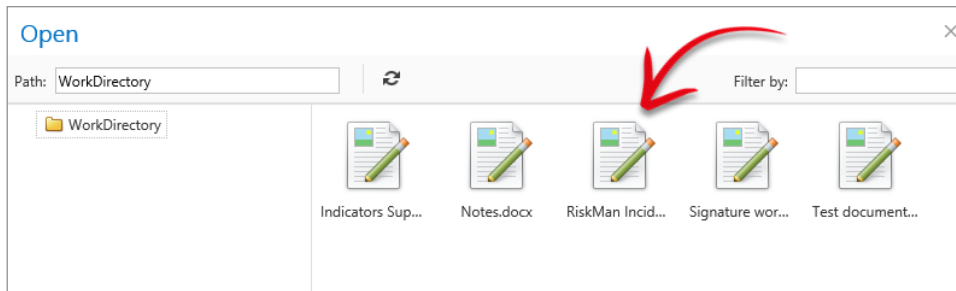 Open
Path: WorkDirectory
Filter by:
WorkDirectory
Indicators Sup... Notes.docx RiskMan Incid... Signature wor... Test document...